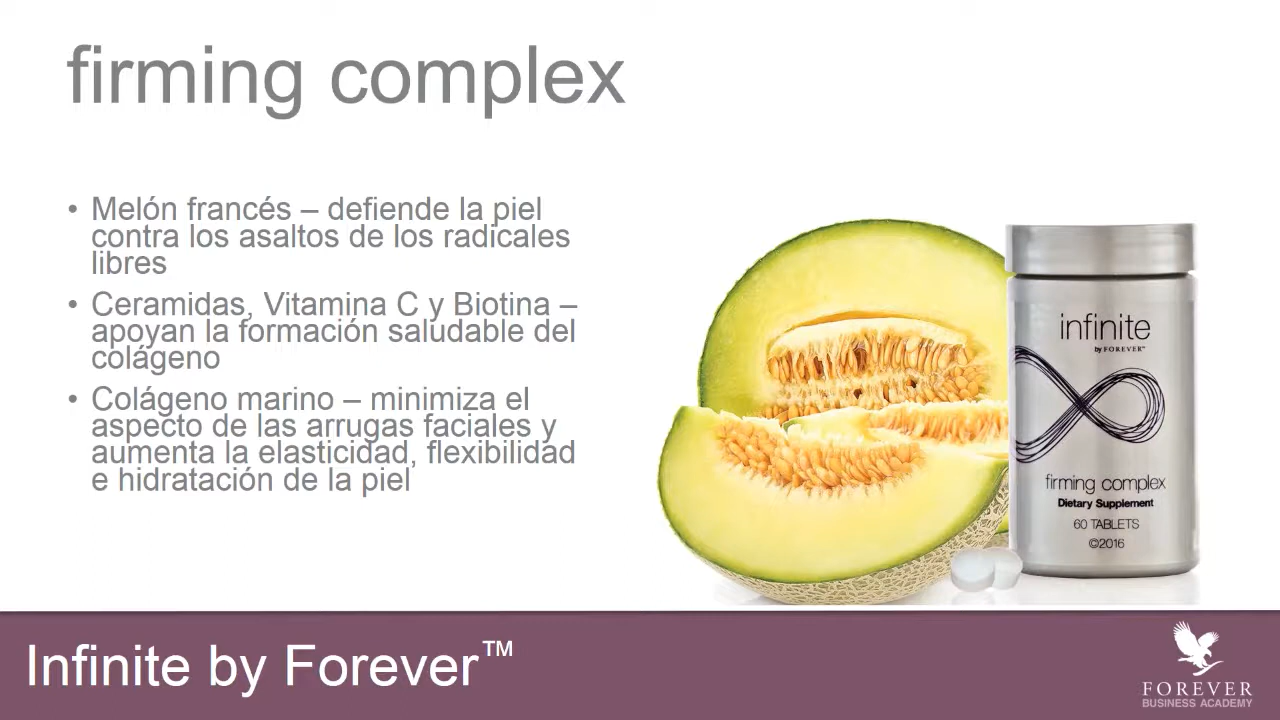 firming complex
• Melón francés – defiende la piel
contra los asaltos de los radicales
libres
• Ceramidas, Vitamina C y Biotina –
apoyan la formación saludable del
colágeno
• Colágeno marino – minimiza el
aspecto de las arrugas faciales y
aumenta la elasticidad, flexibilidad
e hidratación de la piel
infinite
by FOREVER™
firming complex
Dietary Supplement
60 TABLETS
©2016
Infinite by Forever™
FOREVER
BUSINESS ACADEMY